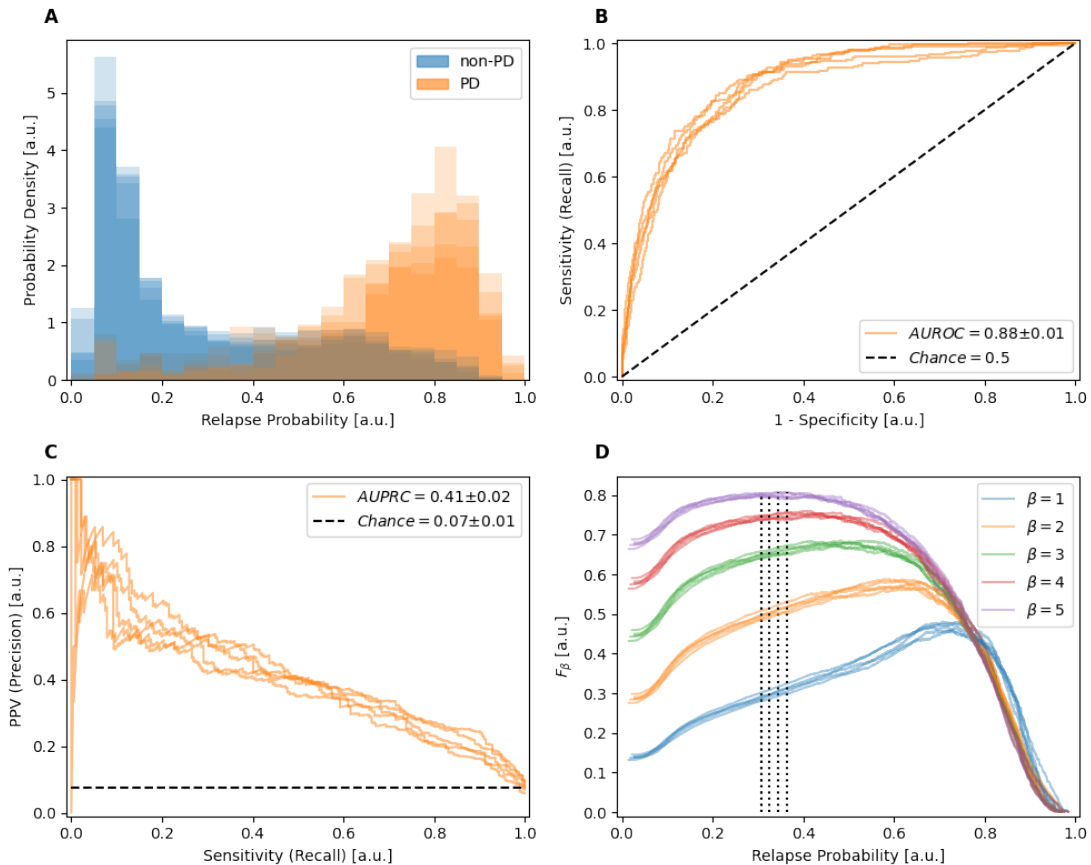 A
non-PD
PD
Probability Density [a.u.]
5
4
3
2
1
0
0.0 0.2 0.4 0.6 0.8 1.0
Relapse Probability [a.u.]
B
Sensitivity (Recall) [a.u.]
1.0
0.8
0.6
0.4
0.2
0.0
AUROC = 0.88±0.01
Chance = 0.5
0.0 0.2 0.4 0.6 0.8 1.0
1 - Specificity [a.u.]
C
PPV (Precision) [a.u.]
1.0
0.8
0.6
0.4
0.2
0.0
AUPRC = 0.41±0.02
Chance = 0.07±0.01
0.0 0.2 0.4 0.6 0.8 1.0
Sensitivity (Recall) [a.u.]
D
Fβ [a.u.]
0.8
0.7
0.6
0.5
0.4
0.3
0.2
0.1
0.0
β = 1
β = 2
β = 3
β = 4
β = 5
0.0 0.2 0.4 0.6 0.8 1.0
Relapse Probability [a.u.]